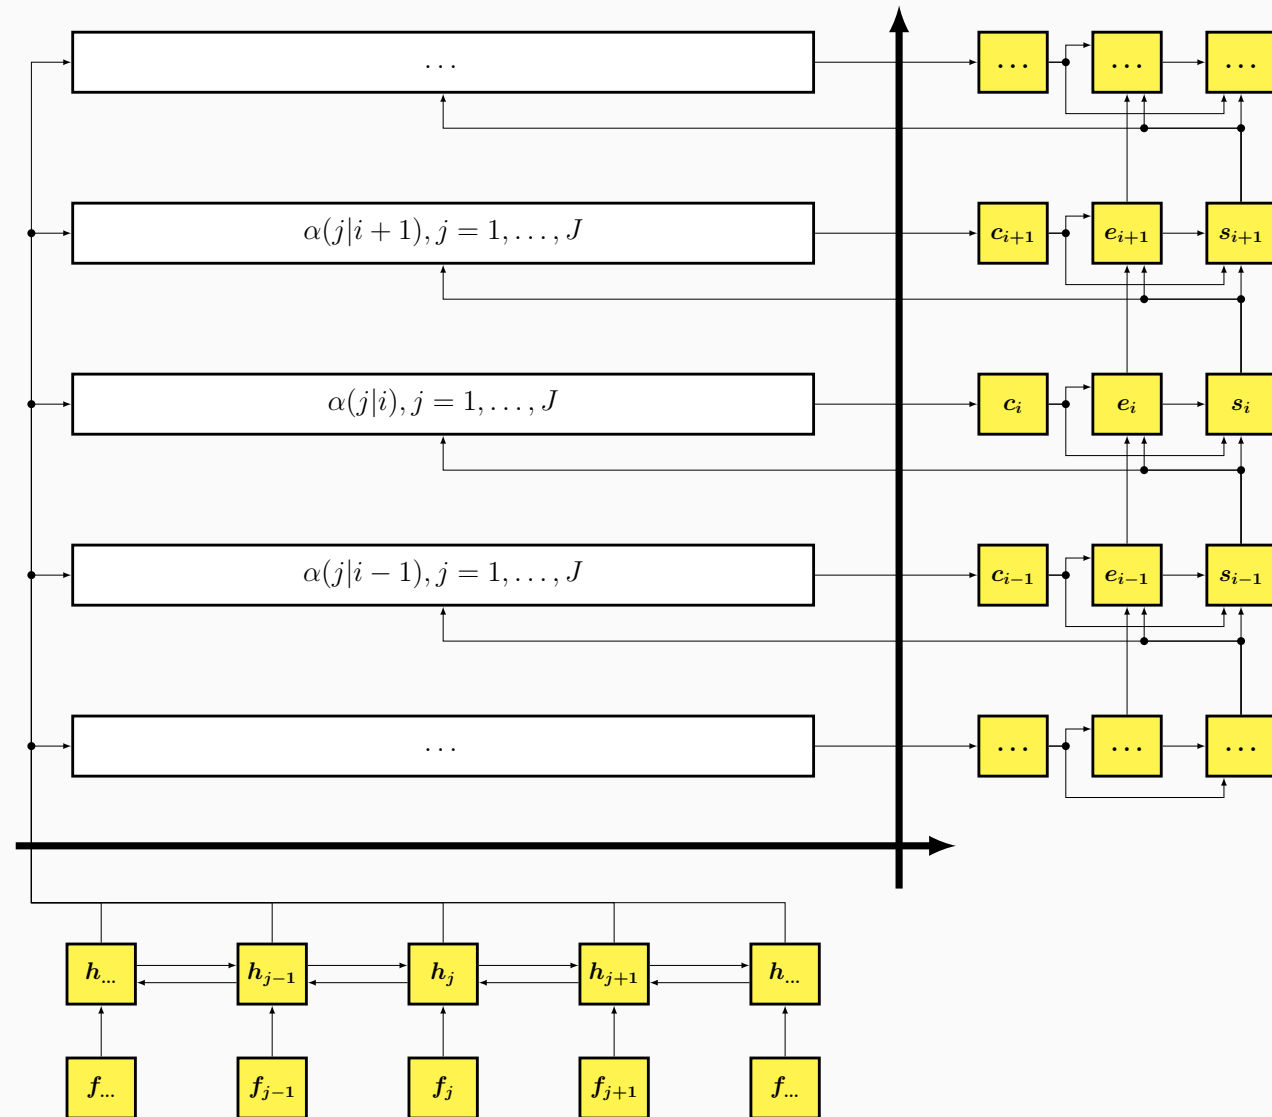 ... ... ... ...
α(j|i + 1), j = 1, . . . , J c_{i+1} e_{i+1} s_{i+1}
α(j|i), j = 1, . . . , J c_i e_i s_i
α(j|i − 1), j = 1, . . . , J c_{i−1} e_{i−1} s_{i−1}
... ... ... ...
h_{...} h_{j−1} h_j h_{j+1} h_{...}
f_{...} f_{j−1} f_j f_{j+1} f_{...}